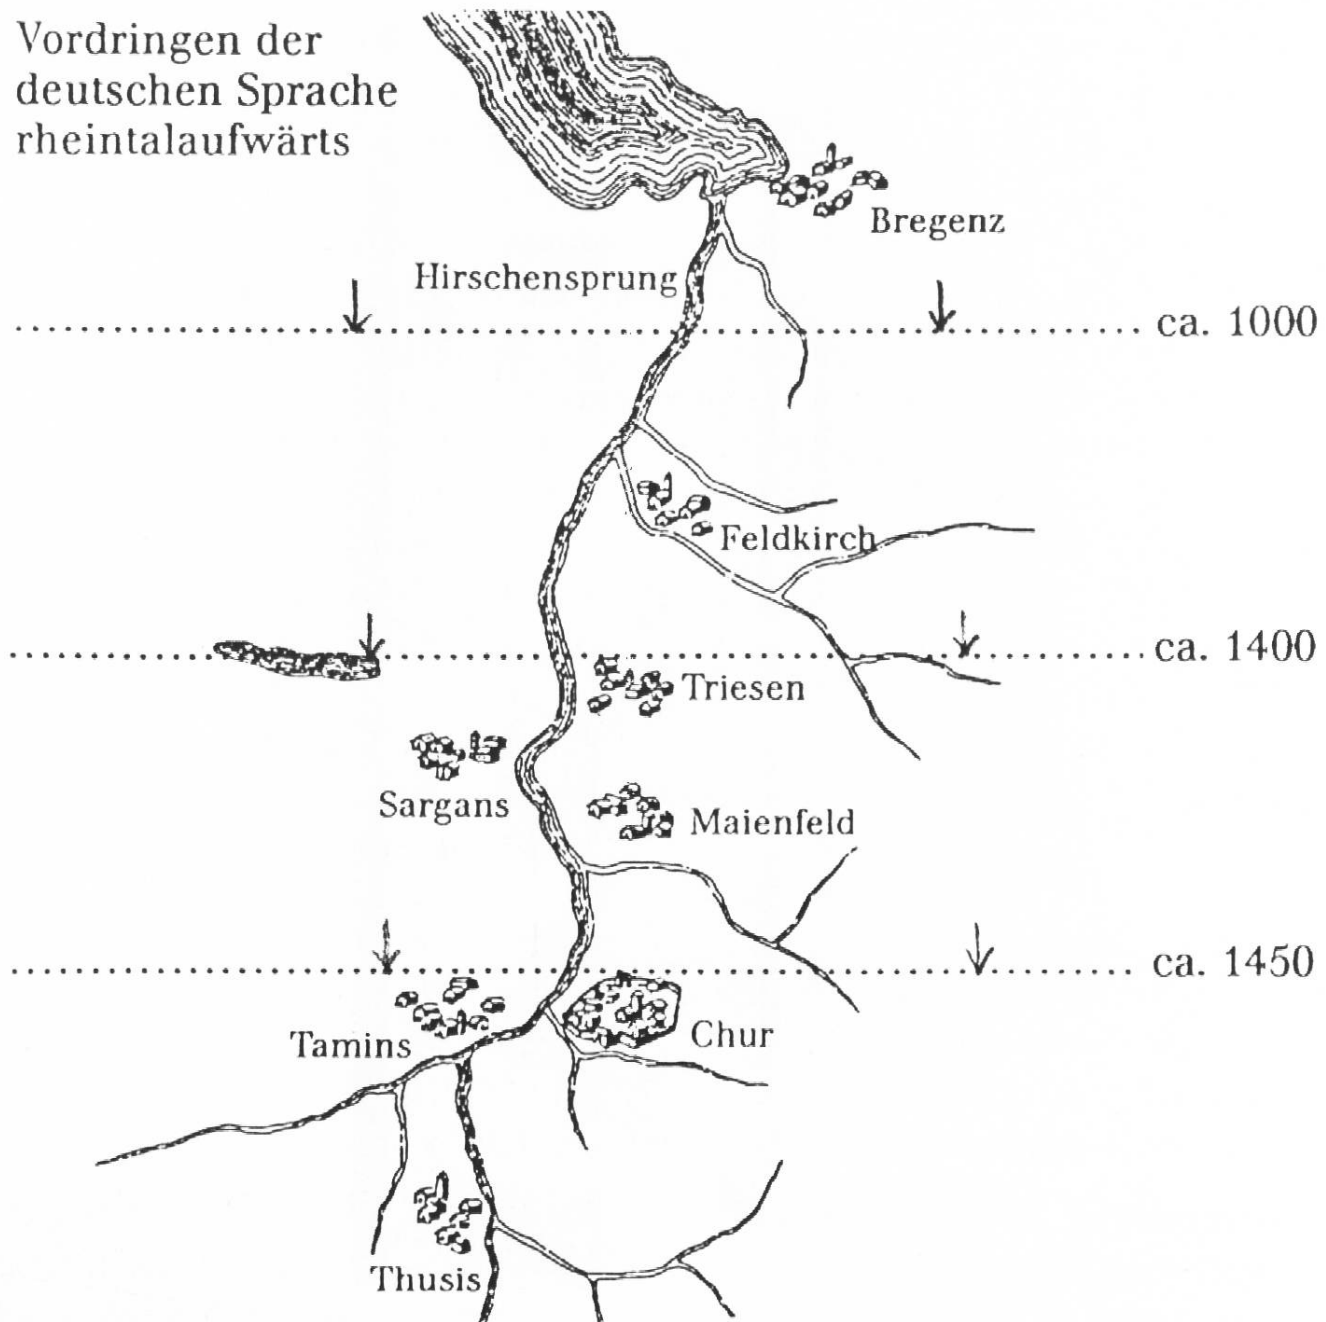 Vordringen der
deutschen Sprache
rheintalaufwärts
Bregenz
Hirschensprung
ca. 1000
Feldkirch
ca. 1400
Triesen
Sargans
Maienfeld
ca. 1450
Tamins
Chur
Thusis